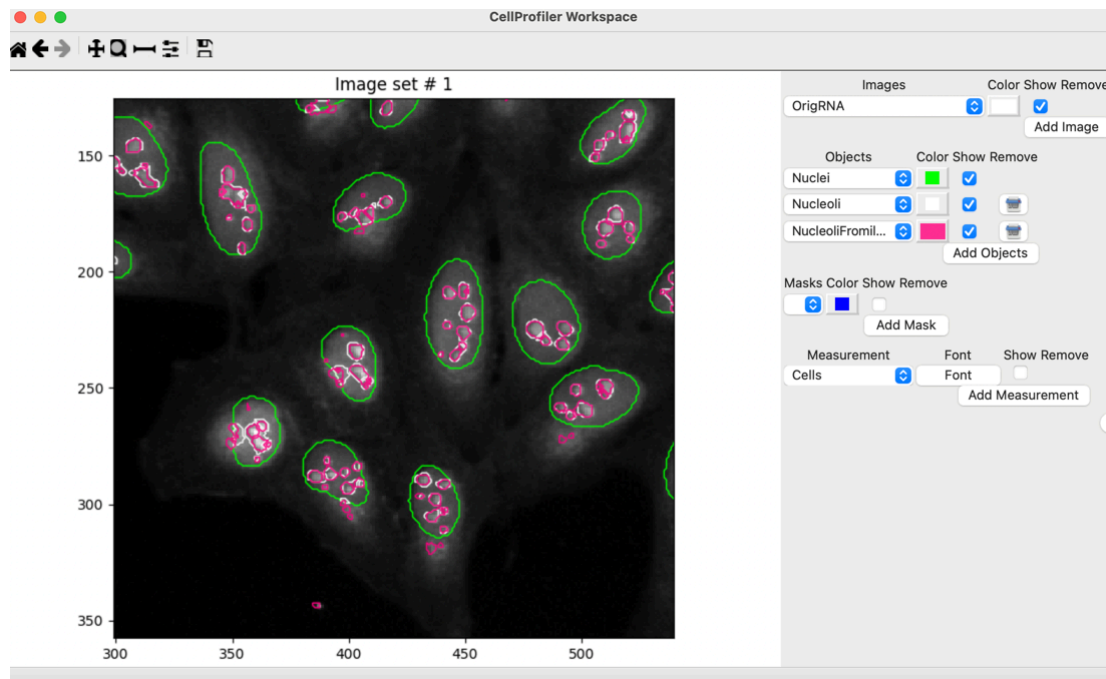 CellProfiler Workspace
Image set # 1
150
200
250
300
350
300 350 400 450 500
Images Color Show Remove
OrigRNA
Add Image
Objects Color Show Remove
Nuclei
Nucleoli
NucleoliFromil...
Add Objects
Masks Color Show Remove
Add Mask
Measurement Font Show Remove
Cells Font
Add Measurement